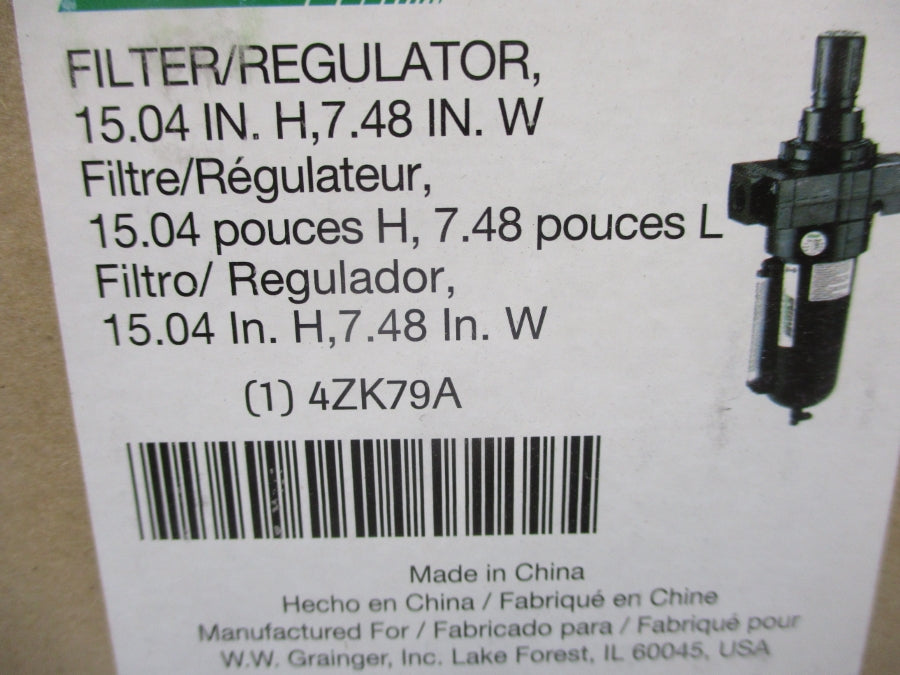 FILTER/REGULATOR,
15.04 IN. H,7.48 IN. W
Filtre/Régulateur,
15.04 pouces H, 7.48 pouces L
Filtro/ Regulador,
15.04 In. H,7.48 In. W
(1) 4ZK79A
Made in China
Hecho en China / Fabriqué en Chine
Manufactured For / Fabricado para / Fabriqué pour
W.W. Grainger, Inc. Lake Forest, IL 60045, USA